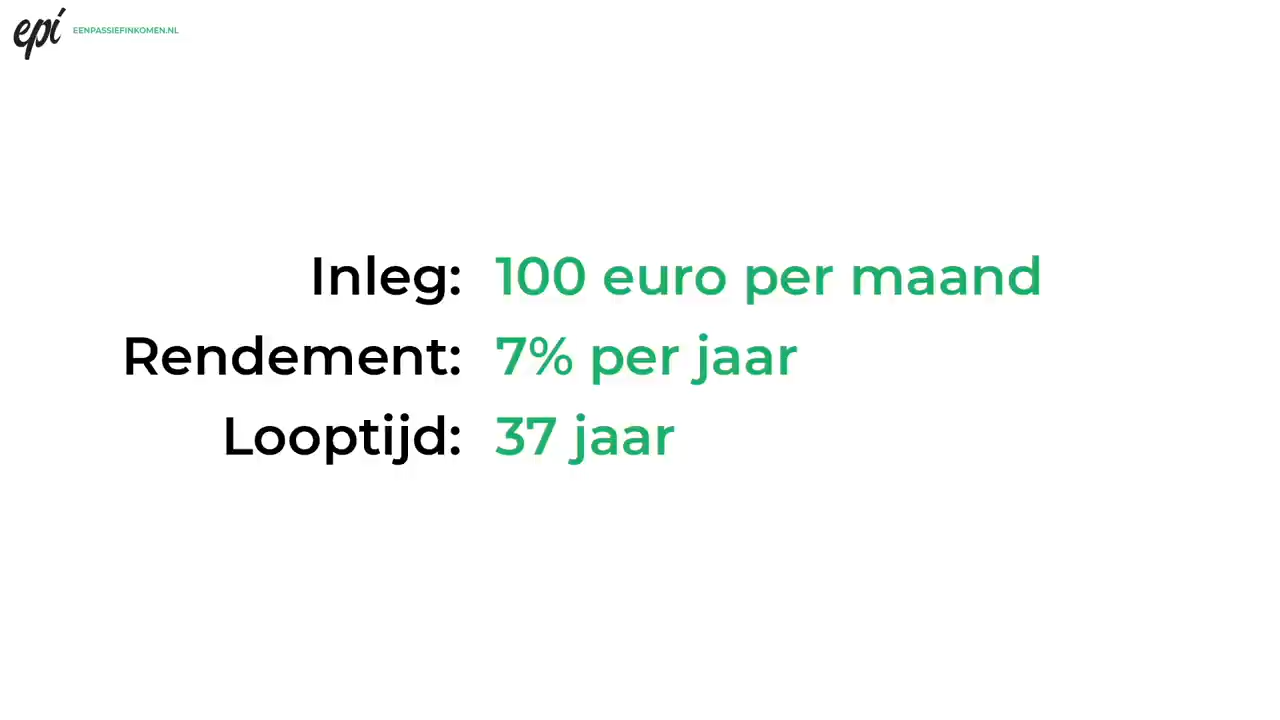 epi EENPASSIEFINKOMEN.NL
Inleg: 100 euro per maand
Rendement: 7% per jaar
Looptijd: 37 jaar